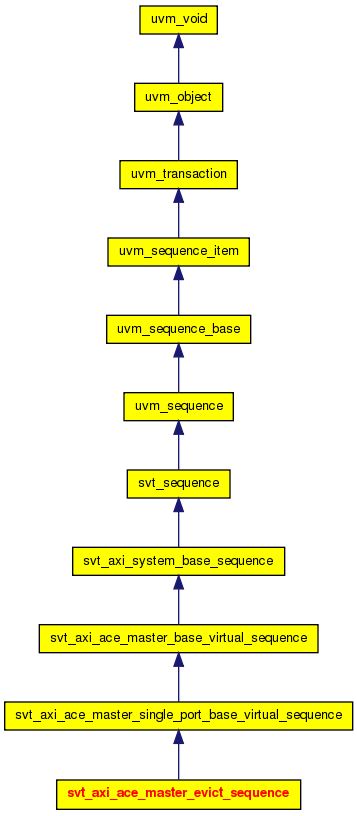 uvm_void
uvm_object
uvm_transaction
uvm_sequence_item
uvm_sequence_base
uvm_sequence
svt_sequence
svt_axi_system_base_sequence
svt_axi_ace_master_base_virtual_sequence
svt_axi_ace_master_single_port_base_virtual_sequence
svt_axi_ace_master_evict_sequence